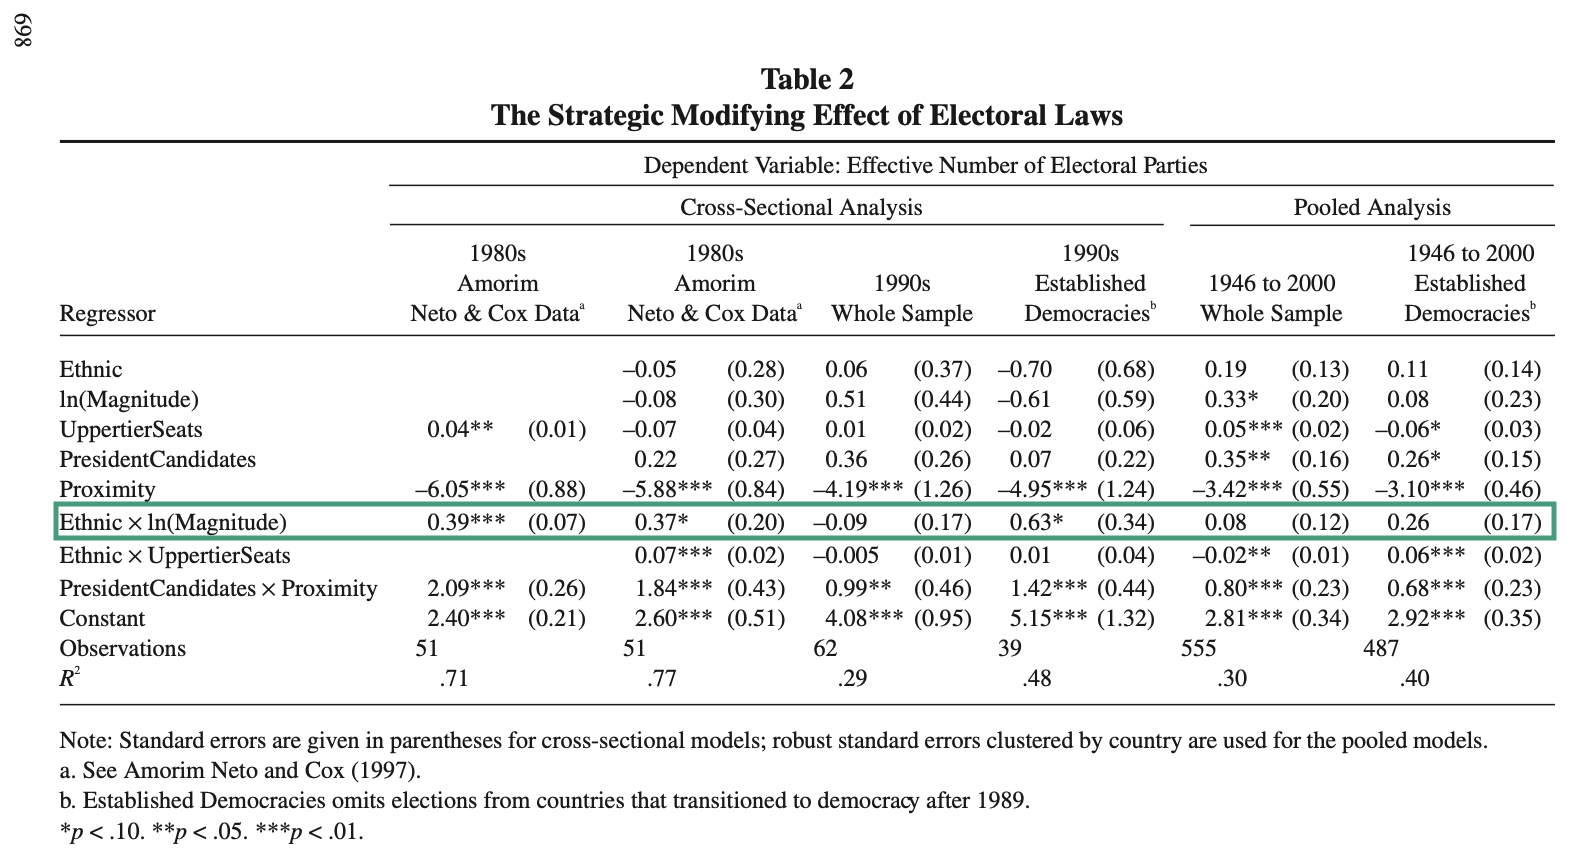 869
Table 2
The Strategic Modifying Effect of Electoral Laws
Dependent Variable: Effective Number of Electoral Parties
Cross-Sectional Analysis Pooled Analysis
1980s 1980s 1990s 1946 to 2000
Amorim Amorim 1990s Established 1946 to 2000 Established
Regressor Neto & Cox Dataª Neto & Cox Dataª Whole Sample Democraciesᵇ Whole Sample Democraciesᵇ
Ethnic –0.05 (0.28) 0.06 (0.37) –0.70 (0.68) 0.19 (0.13) 0.11 (0.14)
ln(Magnitude) –0.08 (0.30) 0.51 (0.44) –0.61 (0.59) 0.33* (0.20) 0.08 (0.23)
UppertierSeats 0.04** (0.01) –0.07 (0.04) 0.01 (0.02) –0.02 (0.06) 0.05*** (0.02) –0.06* (0.03)
PresidentCandidates 0.22 (0.27) 0.36 (0.26) 0.07 (0.22) 0.35** (0.16) 0.26* (0.15)
Proximity –6.05*** (0.88) –5.88*** (0.84) –4.19*** (1.26) –4.95*** (1.24) –3.42*** (0.55) –3.10*** (0.46)
Ethnic × ln(Magnitude) 0.39*** (0.07) 0.37* (0.20) –0.09 (0.17) 0.63* (0.34) 0.08 (0.12) 0.26 (0.17)
Ethnic × UppertierSeats 0.07*** (0.02) –0.005 (0.01) 0.01 (0.04) –0.02** (0.01) 0.06*** (0.02)
PresidentCandidates × Proximity 2.09*** (0.26) 1.84*** (0.43) 0.99** (0.46) 1.42*** (0.44) 0.80*** (0.23) 0.68*** (0.23)
Constant 2.40*** (0.21) 2.60*** (0.51) 4.08*** (0.95) 5.15*** (1.32) 2.81*** (0.34) 2.92*** (0.35)
Observations 51 51 62 39 555 487
R² .71 .77 .29 .48 .30 .40
Note: Standard errors are given in parentheses for cross-sectional models; robust standard errors clustered by country are used for the pooled models.
a. See Amorim Neto and Cox (1997).
b. Established Democracies omits elections from countries that transitioned to democracy after 1989.
*p < .10. **p < .05. ***p < .01.